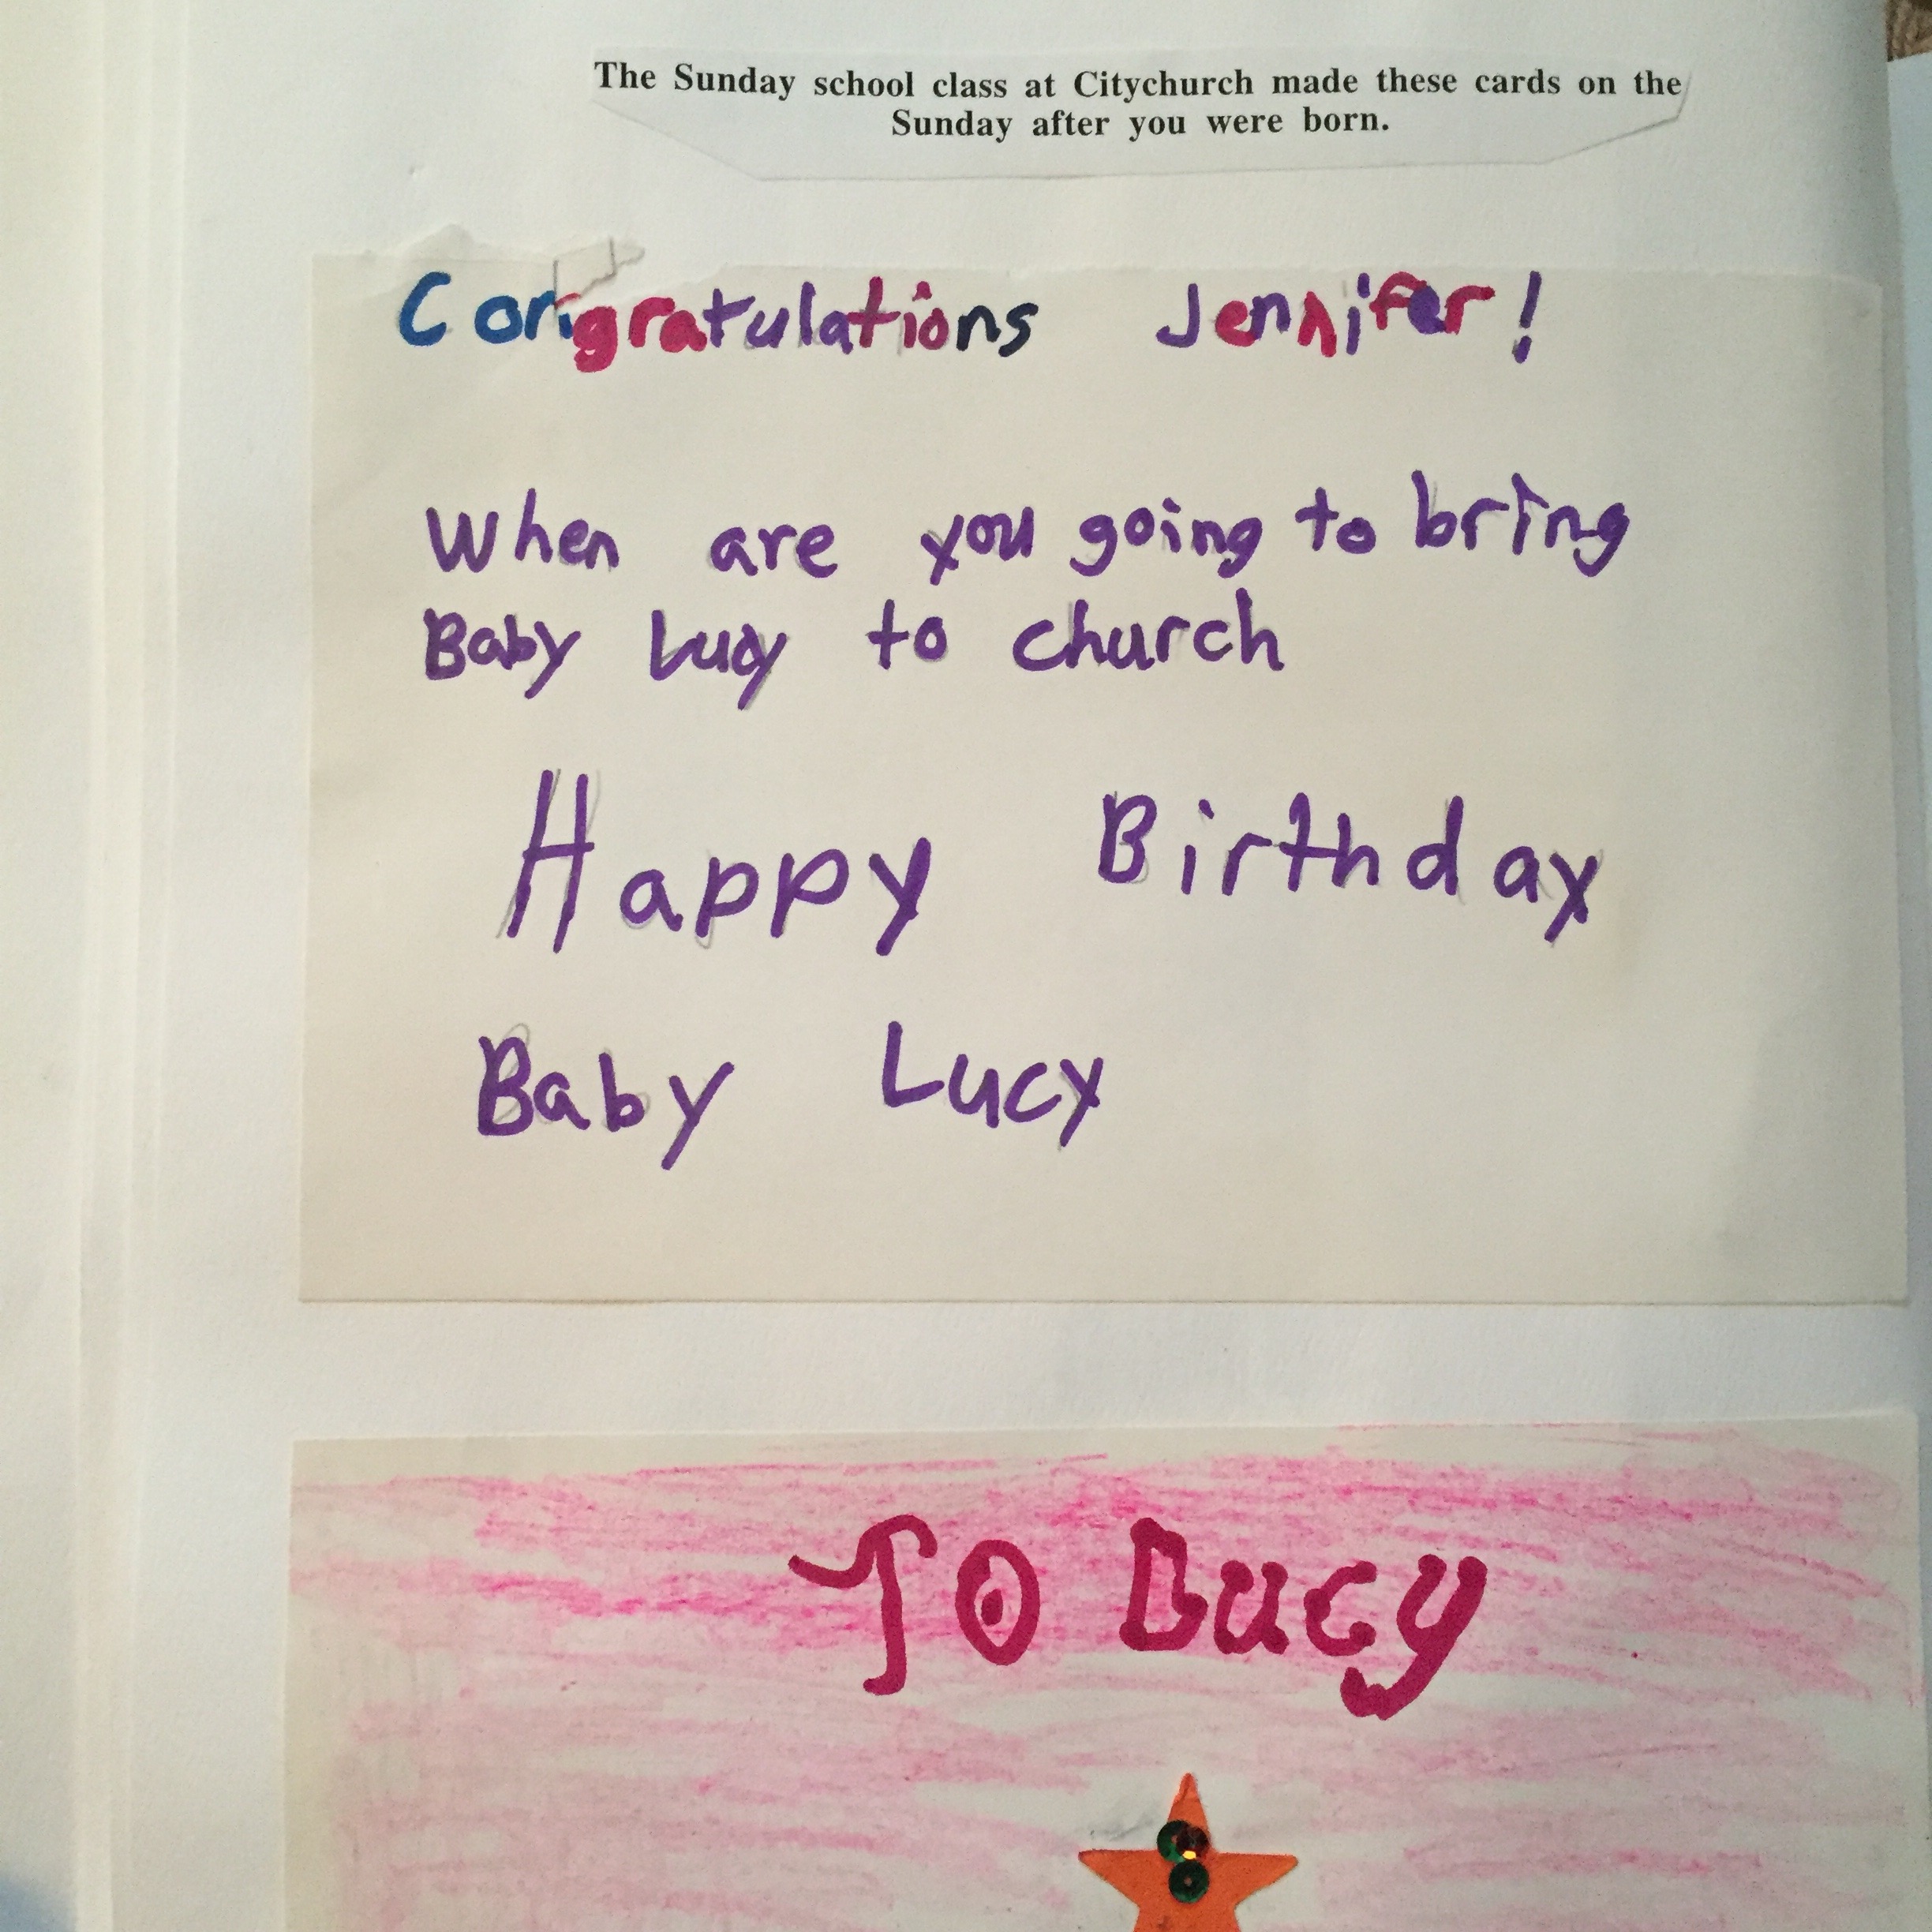 The Sunday school class at Citychurch made these cards on the
Sunday after you were born.
Congratulations Jennifer!
When are you going to bring
Baby Lucy to church
Happy Birthday
Baby Lucy
TO Lucy